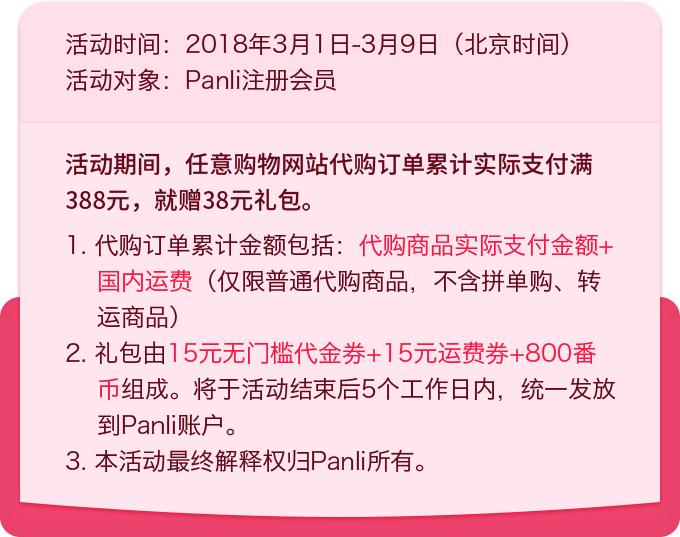 活动时间：2018年3月1日-3月9日（北京时间）
活动对象：Panli注册会员
活动期间，任意购物网站代购订单累计实际支付满
388元，就赠38元礼包。
1. 代购订单累计金额包括：代购商品实际支付金额+
国内运费（仅限普通代购商品，不含拼单购、转
运商品）
2. 礼包由15元无门槛代金券+15元运费券+800番
币组成。将于活动结束后5个工作日内，统一发放
到Panli账户。
3. 本活动最终解释权归Panli所有。